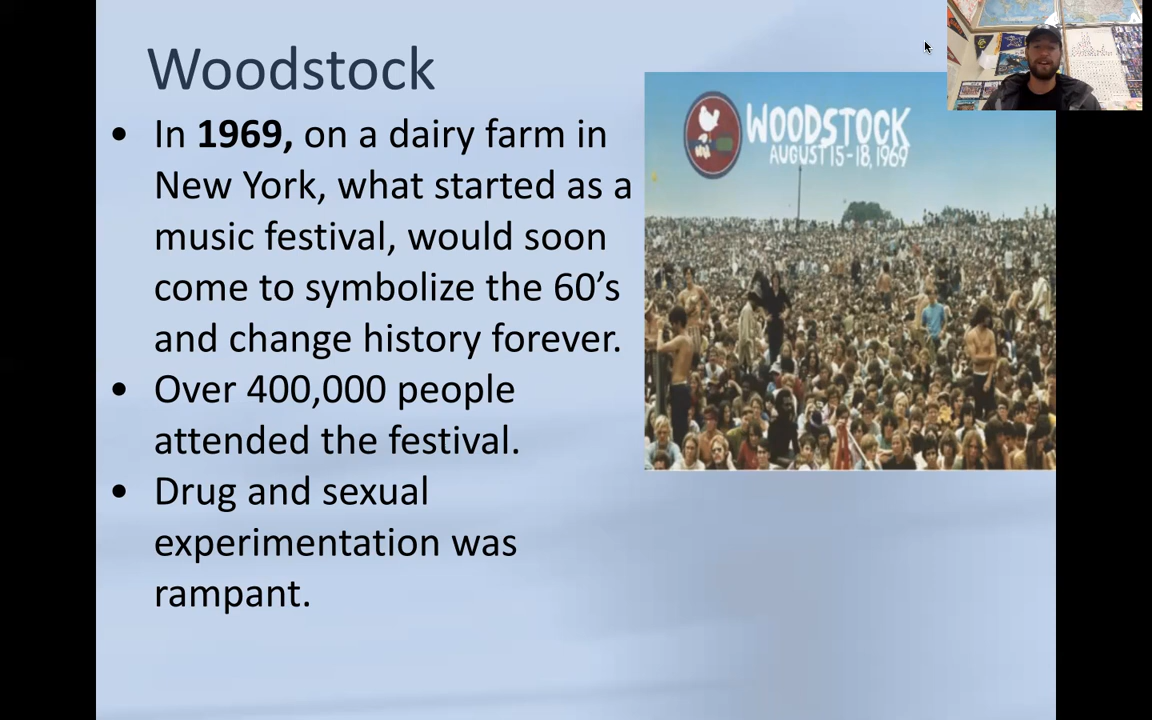 Woodstock
• In 1969, on a dairy farm in
New York, what started as a
music festival, would soon
come to symbolize the 60’s
and change history forever.
• Over 400,000 people
attended the festival.
• Drug and sexual
experimentation was
rampant.
WOODSTOCK
AUGUST 15-18, 1969